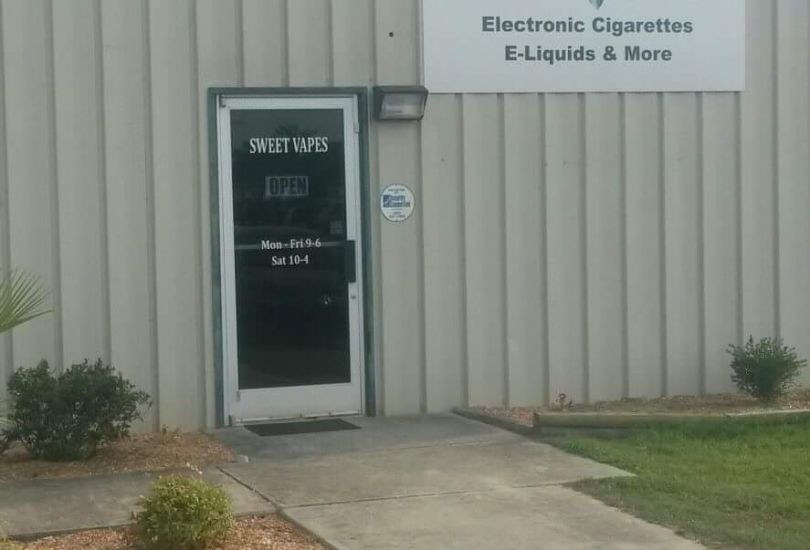 Electronic Cigarettes
E-Liquids & More
SWEET VAPES
OPEN
Mon - Fri 9-6
Sat 10-4